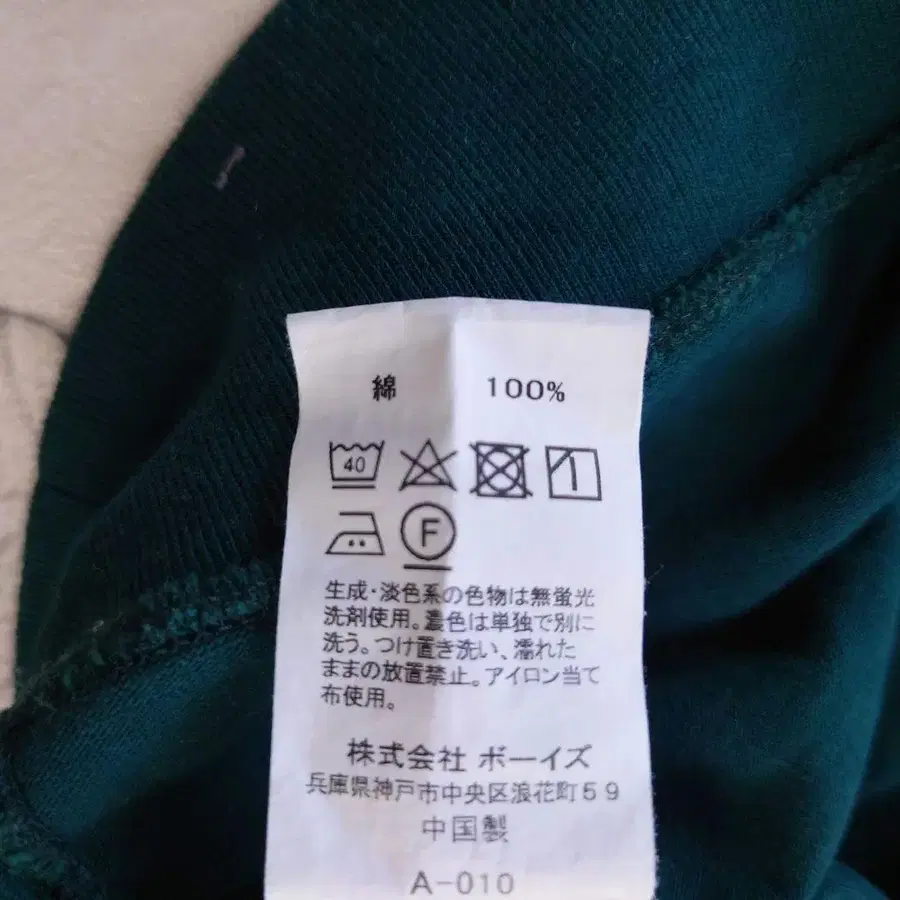 綿 100%
40
F
生成・淡色系の色物は無蛍光
洗剤使用。濃色は単独で別に
洗う。つけ置き洗い、濡れた
ままの放置禁止。アイロン当て
布使用。
株式会社 ボーイズ
兵庫県神戸市中央区浪花町59
中国製
A-010